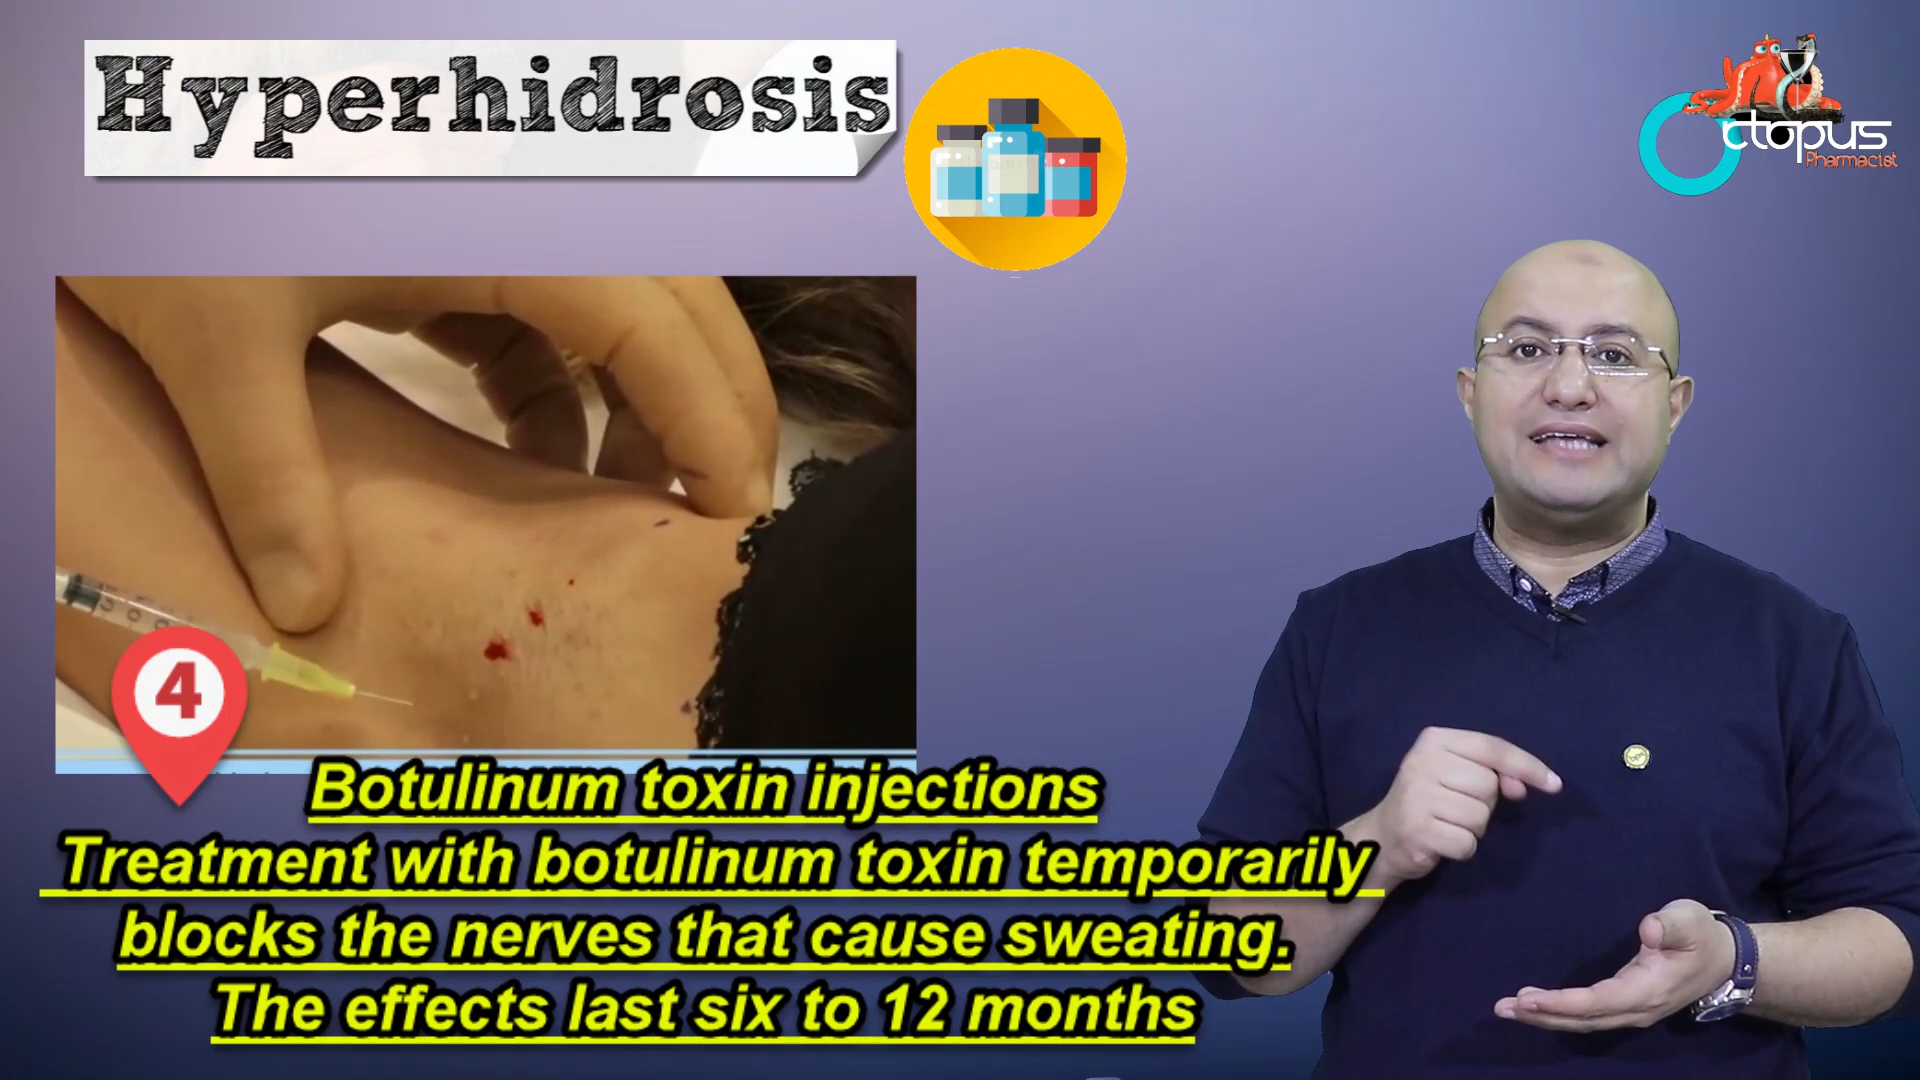 Hyperhidrosis
ctopus
Pharmacist
4
Botulinum toxin injections
Treatment with botulinum toxin temporarily
blocks the nerves that cause sweating.
The effects last six to 12 months